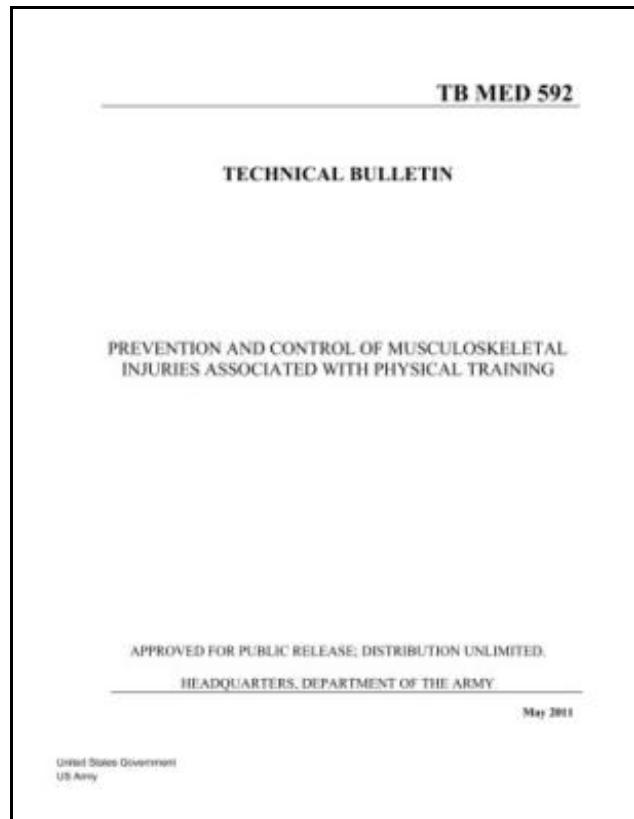 TB MED 592
TECHNICAL BULLETIN
PREVENTION AND CONTROL OF MUSCULOSKELETAL
INJURIES ASSOCIATED WITH PHYSICAL TRAINING
APPROVED FOR PUBLIC RELEASE; DISTRIBUTION UNLIMITED.
HEADQUARTERS, DEPARTMENT OF THE ARMY
May 2011
United States Government
US Army